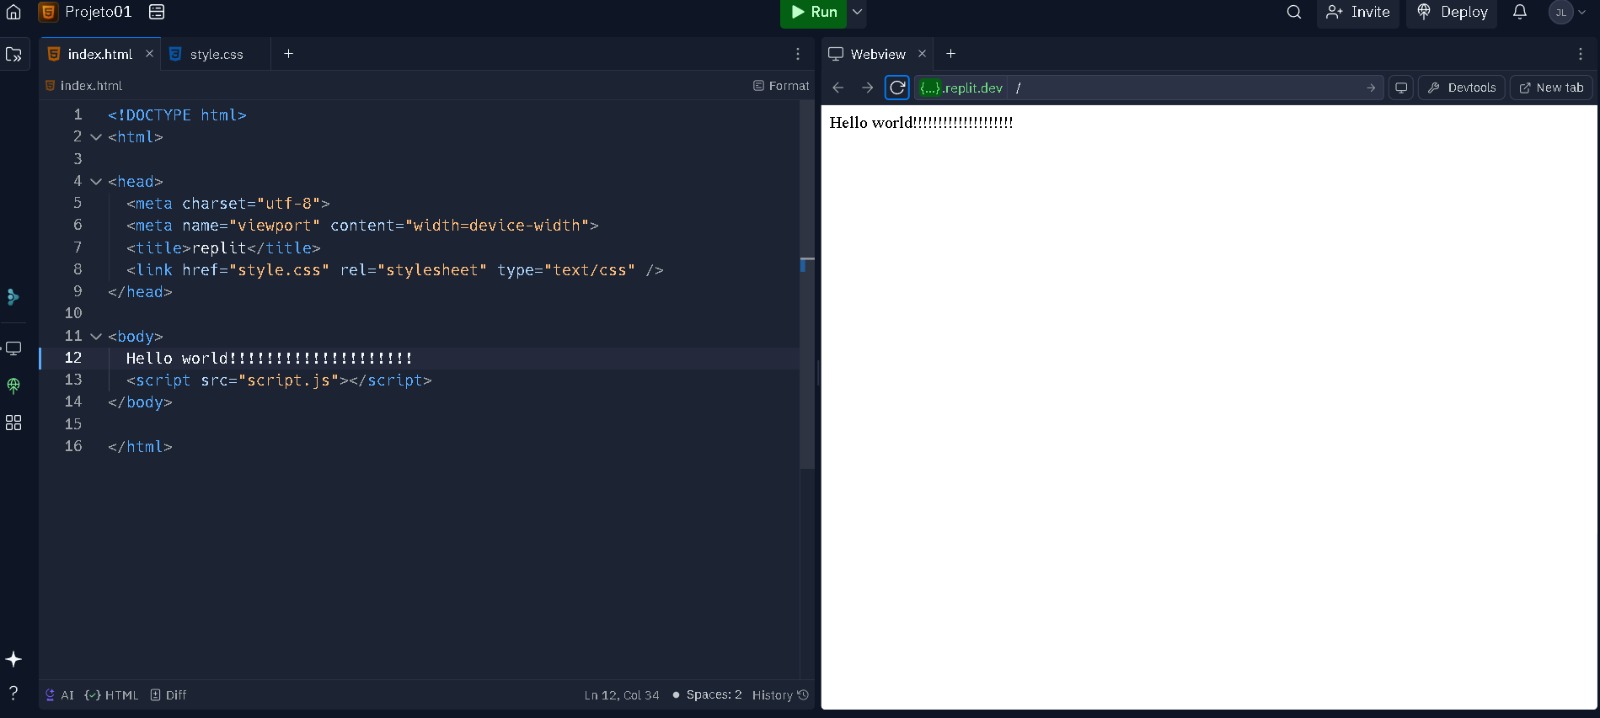 Projeto01
Run
Invite
Deploy
JL
index.html
style.css
Webview
index.html
Format
{...}.replit.dev /
Devtools
New tab
1 <!DOCTYPE html>
2 <html>
3
4 <head>
5 <meta charset="utf-8">
6 <meta name="viewport" content="width=device-width">
7 <title>replit</title>
8 <link href="style.css" rel="stylesheet" type="text/css" />
9 </head>
10
11 <body>
12 Hello world!!!!!!!!!!!!!!!!!!!!
13 <script src="script.js"></script>
14 </body>
15
16 </html>
AI
HTML
Diff
Ln 12, Col 34
Spaces: 2
History
Hello world!!!!!!!!!!!!!!!!!!!!